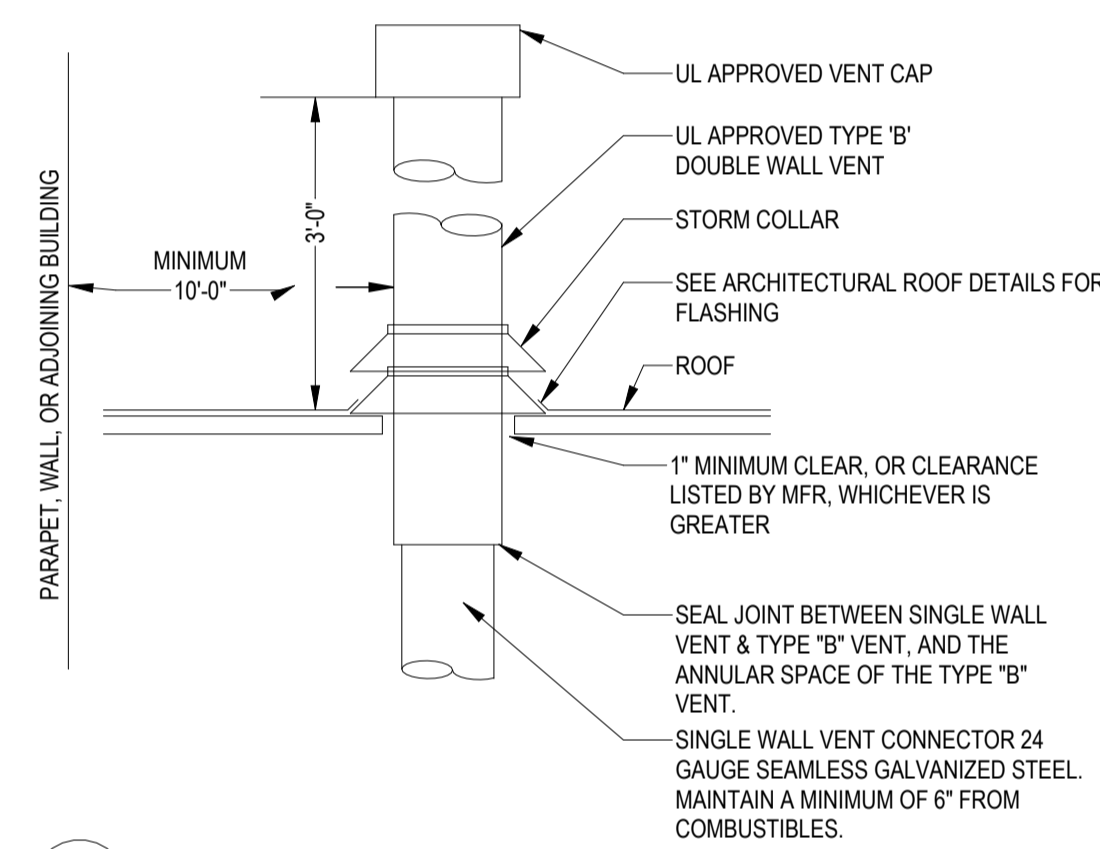 UL APPROVED VENT CAP
UL APPROVED TYPE 'B'
DOUBLE WALL VENT
STORM COLLAR
SEE ARCHITECTURAL ROOF DETAILS FOR
FLASHING
ROOF
1" MINIMUM CLEAR, OR CLEARANCE
LISTED BY MFR, WHICHEVER IS
GREATER
SEAL JOINT BETWEEN SINGLE WALL
VENT & TYPE "B" VENT, AND THE
ANNULAR SPACE OF THE TYPE "B"
VENT.
SINGLE WALL VENT CONNECTOR 24
GAUGE SEAMLESS GALVANIZED STEEL.
MAINTAIN A MINIMUM OF 6" FROM
COMBUSTIBLES.
PARAPET, WALL, OR ADJOINING BUILDING
MINIMUM
10'-0"
3'-0"